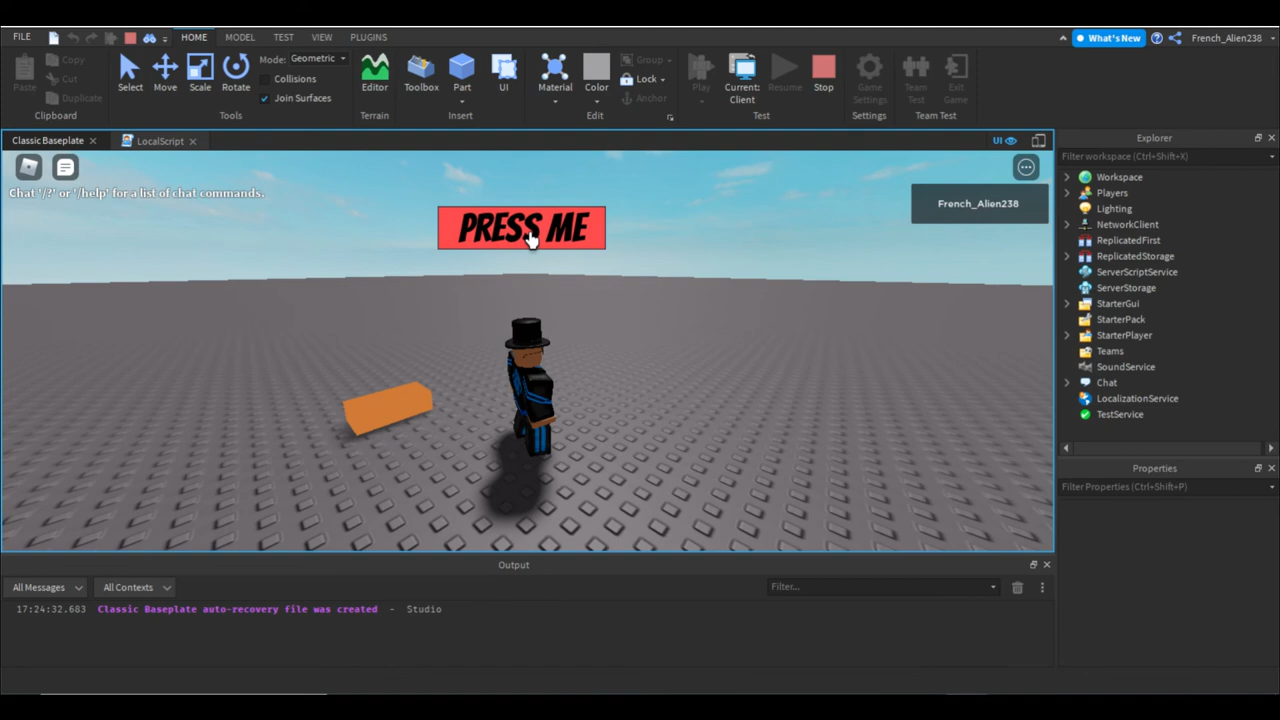 FILE HOME MODEL TEST VIEW PLUGINS What's New French_Alien238
Paste Copy Cut Duplicate Clipboard
Select Move Scale Rotate Mode: Geometric Collisions Join Surfaces Tools
Editor Terrain
Toolbox Part UI Insert
Material Color Group Lock Anchor Edit
Play Current: Client Resume Stop Test
Game Settings Settings
Team Test Exit Game Team Test
Classic Baseplate LocalScript UI
Chat '/?' or '/help' for a list of chat commands.
French_Alien238
PRESS ME
Explorer
Filter workspace (Ctrl+Shift+X)
Workspace
Players
Lighting
NetworkClient
ReplicatedFirst
ReplicatedStorage
ServerScriptService
ServerStorage
StarterGui
StarterPack
StarterPlayer
Teams
SoundService
Chat
LocalizationService
TestService
Properties
Filter Properties (Ctrl+Shift+P)
Output
All Messages All Contexts Filter...
17:24:32.683 Classic Baseplate auto-recovery file was created - Studio